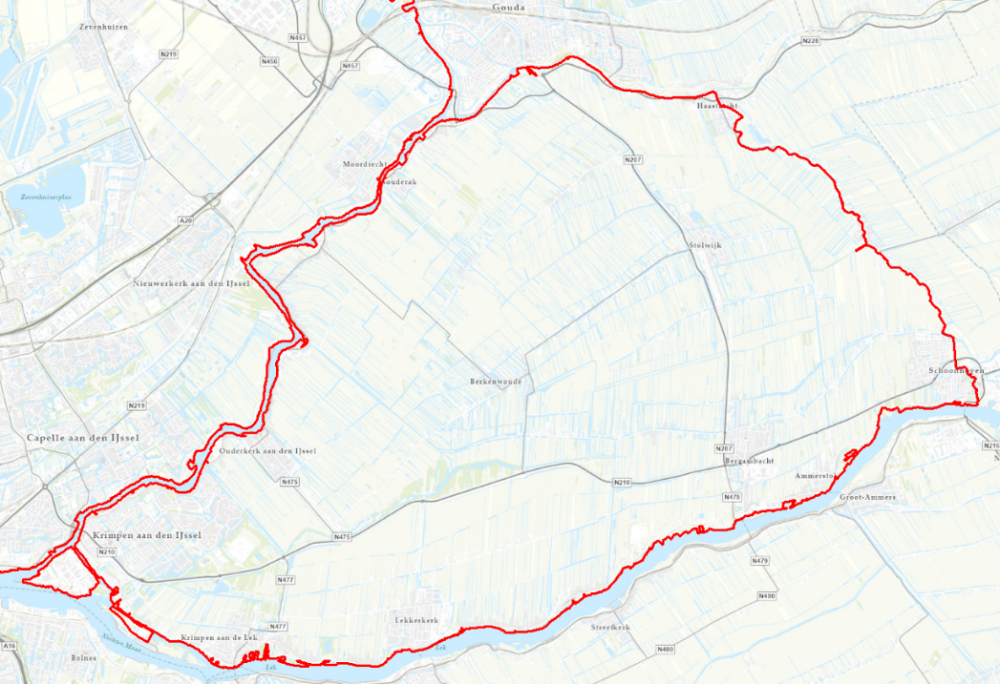 Gouda
Zevenhuizen
N457
N228
N219
N456
N457
Haastrecht
N207
Moordrecht
Gouderak
Zevenhuizerplas
A20
Stolwijk
Nieuwerkerk aan den IJssel
Schoonhoven
Berkenwoude
N219
Capelle aan den IJssel
Ouderkerk aan den IJssel
N207
N216
Bergambacht
Ammerstol
N475
N210
N478
Groot-Ammers
Krimpen aan den IJssel
N475
N210
N479
N477
N480
Lekkerkerk
N477
Streefkerk
Krimpen aan de Lek
Nieuwe Maas
A16
Lek
N480
Bolnes
Lek